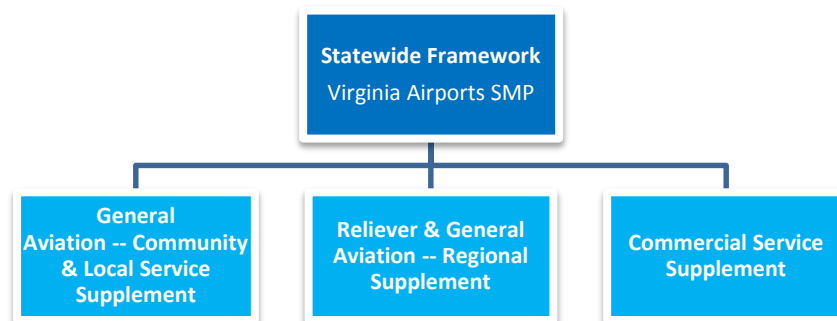 Statewide Framework
Virginia Airports SMP
General
Aviation -- Community
& Local Service
Supplement
Reliever & General
Aviation -- Regional
Supplement
Commercial Service
Supplement